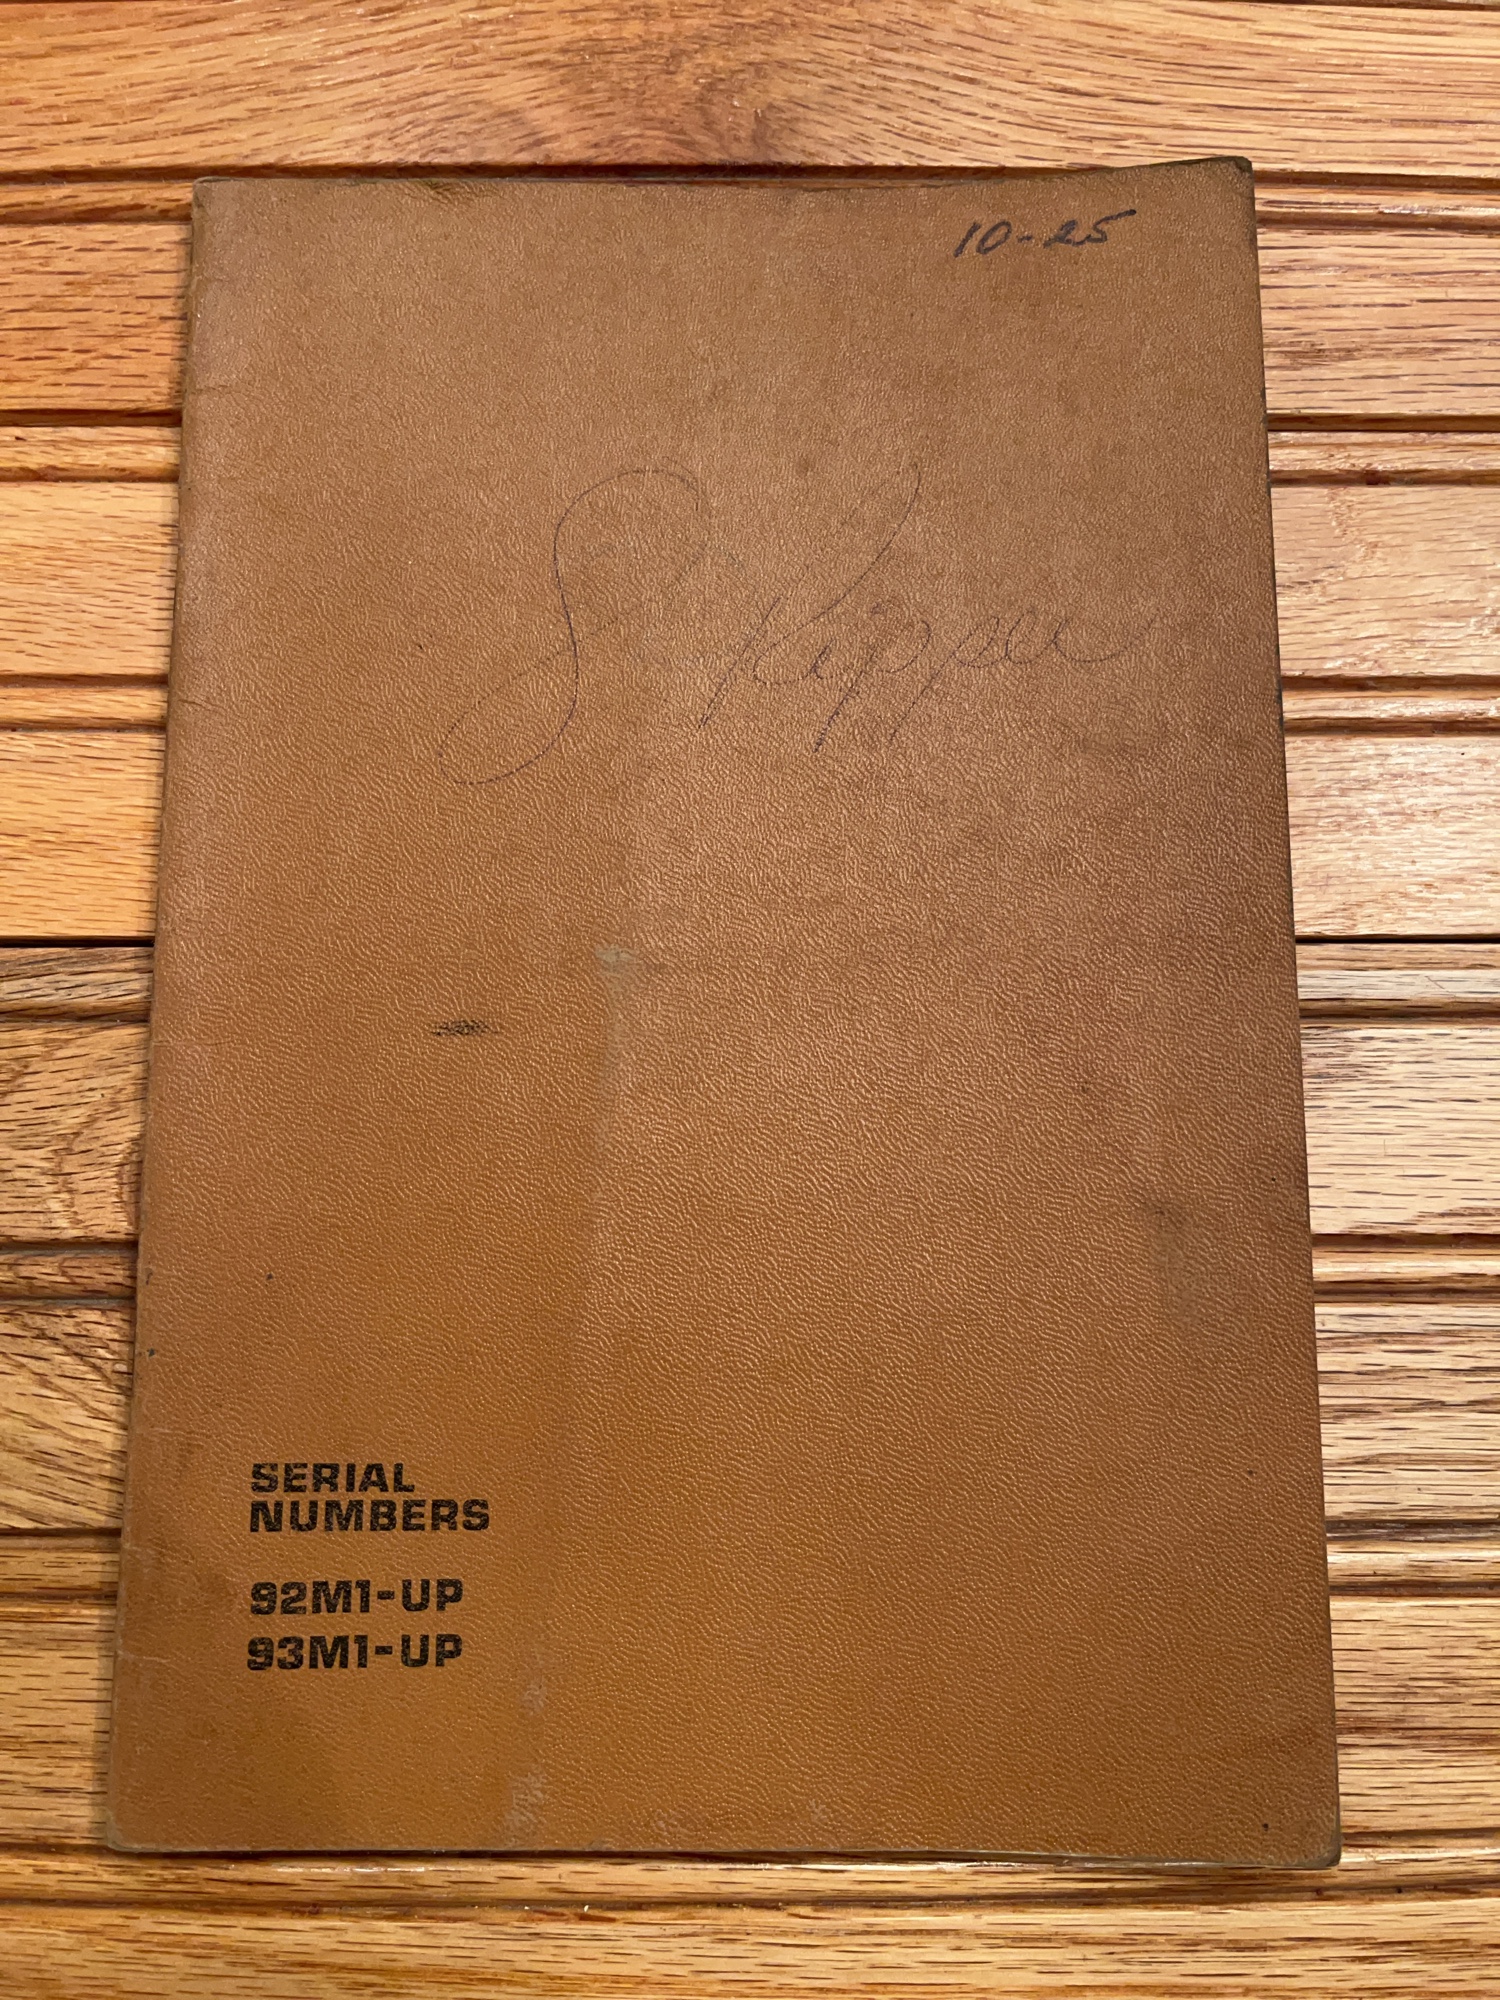 10-25
Skipper
SERIAL
NUMBERS
92M1-UP
93M1-UP